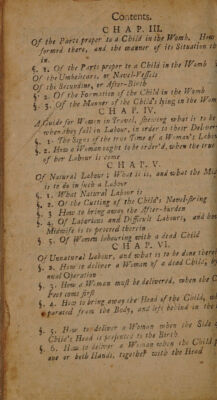 Contents.
CHAP. III.
Of the Parts proper to a Child in the Womb. How
formed there, and the manner of its Situation th
in.
§. 1. Of the Parts proper to a Child in the Womb
Of the Umbelicars, or Navel-Vessels
Of the Secundine, or After-Birth
§. 2. Of the Formation of the Child in the Womb
§. 3. Of the Manner of the Child's lying in the Wom
CHAP. IV.
A Guide for Women in Travel, shewing what is to be
when they fall in Labour, in order to their Deliver
§. 1. The Signs of the true Time of a Woman's Labo
§. 2. How a Woman ought to be order'd, when the true
of her Labour is come
CHAP. V.
Of Natural Labour; What it is, and what the Mi
is to do in such a Labour
§. 1. What Natural Labour is
§. 2. Of the Cutting of the Child's Navel-string
§. 3 How to bring away the After-burden
§. 4 Of Laborious and Difficult Labours, and how
Midwife is to proceed therein
§. 5. Of Women labouring with a dead Child
CHAP. VI.
Of Unnatural Labour, and what is to be done therei
§. 2. How to deliver a Woman of a dead Child, by
nual Operation
§. 3. How a Woman must be delivered, when the C
Feet come first
§. 4. How to bring away the Head of the Child, w
parated from the Body, and left behind in the
§. 5. How to deliver a Woman when the Side
Child's Head is presented to the Birth
§. 6. How to deliver a Woman when the Child p
one or both Hands, together with the Head